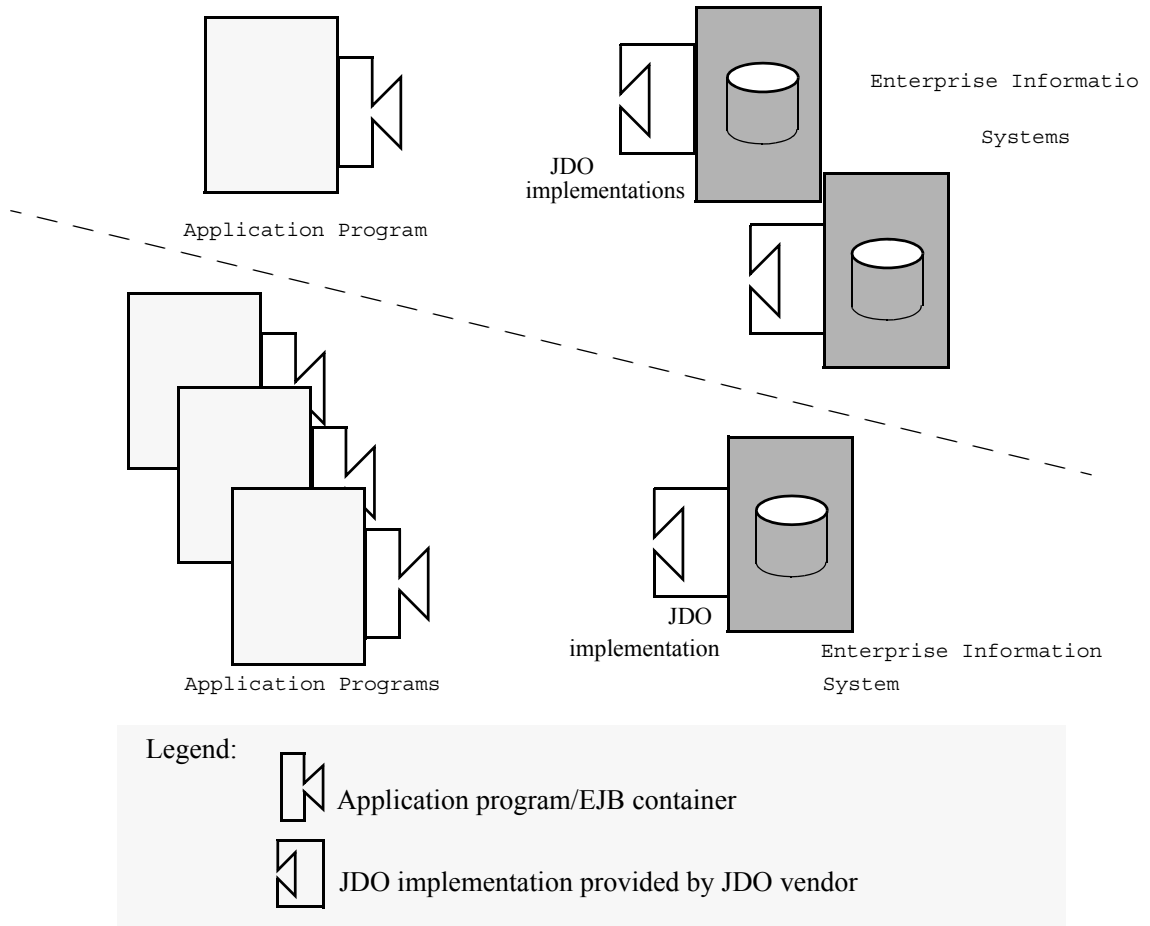 Enterprise Informatio
Systems
JDO
implementations
Application Program
JDO
implementation
Enterprise Information
System
Application Programs
Legend:
Application program/EJB container
JDO implementation provided by JDO vendor